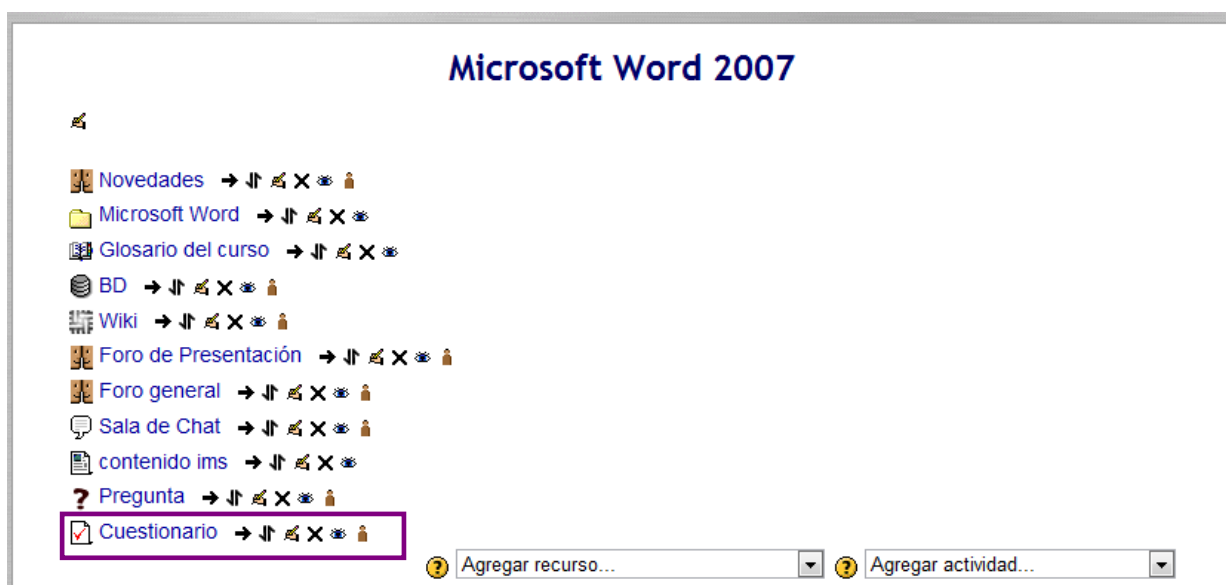 Microsoft Word 2007
Novedades
Microsoft Word
Glosario del curso
BD
Wiki
Foro de Presentación
Foro general
Sala de Chat
contenido ims
Pregunta
Cuestionario
Agregar recurso... Agregar actividad...